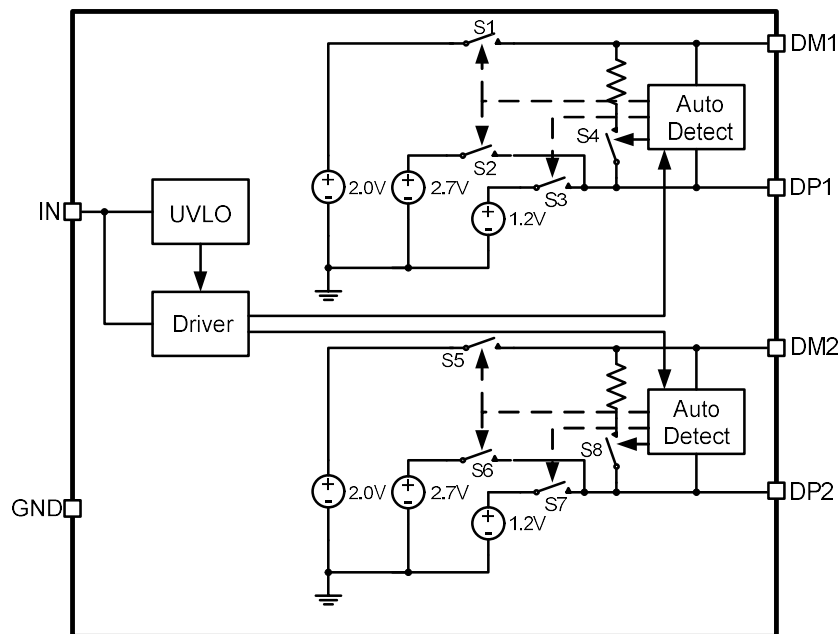 S1
DM1
Auto
Detect
S4
S2
2.0V
2.7V
S3
DP1
1.2V
IN
UVLO
Driver
S5
DM2
Auto
Detect
S8
S6
2.0V
2.7V
S7
DP2
1.2V
GND